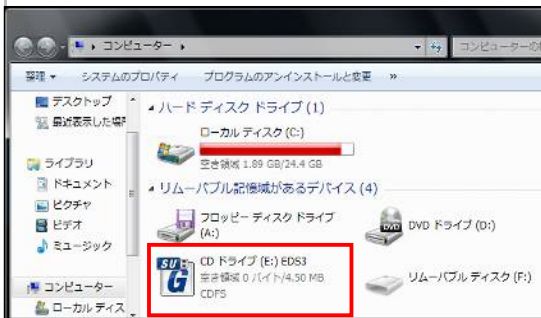 コンピューター
コンピューターの
整理 システムのプロパティ プログラムのアンインストールと変更 »
デスクトップ
最近表示した場所
ライブラリ
ドキュメント
ピクチャ
ビデオ
ミュージック
コンピューター
ローカル ディス
ハード ディスク ドライブ (1)
ローカル ディスク (C:)
空き領域 1.89 GB/24.4 GB
リムーバブル記憶域があるデバイス (4)
フロッピー ディスク ドライブ
(A:)
DVD
DVD ドライブ (D:)
SU
G
CD ドライブ (E:) EDS3
空き領域 0 バイト/4.50 MB
CDFS
リムーバブル ディスク (F:)